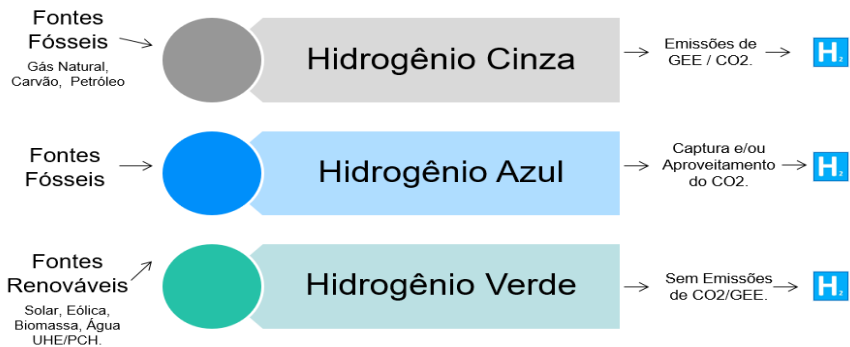 Fontes
Fósseis
Gás Natural,
Carvão, Petróleo
Hidrogênio Cinza
Emissões de
GEE / CO2.
H2
Fontes
Fósseis
Hidrogênio Azul
Captura e/ou
Aproveitamento
do CO2.
H2
Fontes
Renováveis
Solar, Eólica,
Biomassa, Água
UHE/PCH.
Hidrogênio Verde
Sem Emissões
de CO2/GEE.
H2